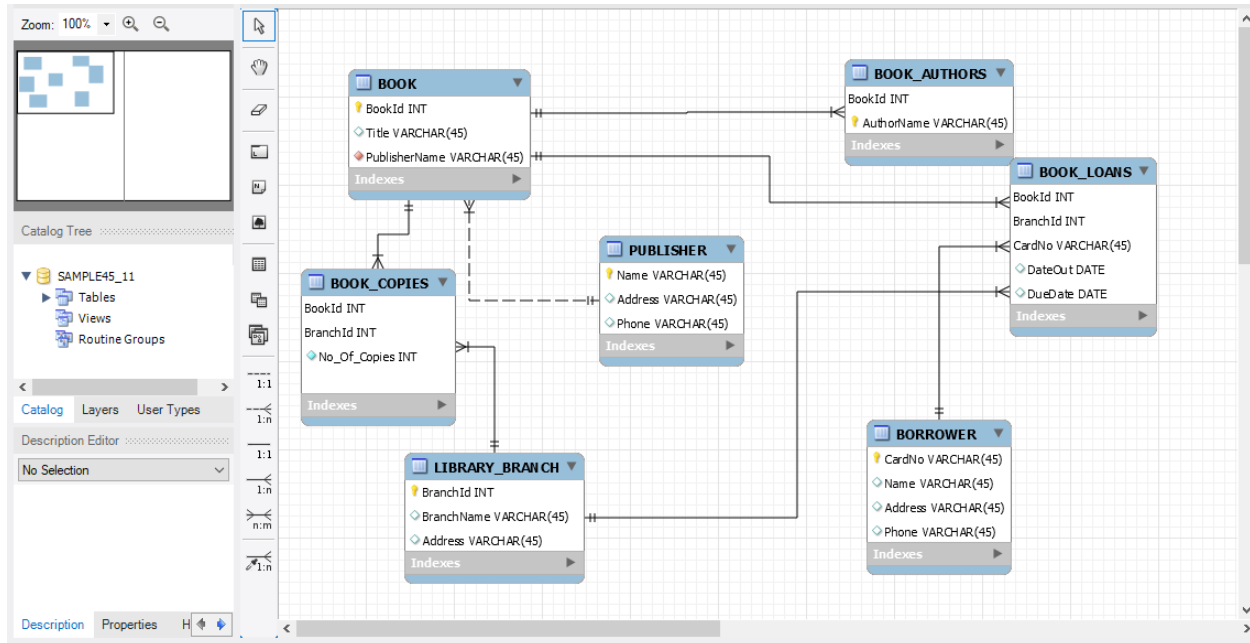 Zoom: 100%
Catalog Tree
SAMPLE45_11
Tables
Views
Routine Groups
Catalog Layers User Types
Description Editor
No Selection
Description Properties H
1:1
1:n
1:1
1:n
n:m
1:n
BOOK
BookId INT
Title VARCHAR(45)
PublisherName VARCHAR(45)
Indexes
BOOK_AUTHORS
BookId INT
AuthorName VARCHAR(45)
Indexes
BOOK_LOANS
BookId INT
BranchId INT
CardNo VARCHAR(45)
DateOut DATE
DueDate DATE
Indexes
PUBLISHER
Name VARCHAR(45)
Address VARCHAR(45)
Phone VARCHAR(45)
Indexes
BOOK_COPIES
BookId INT
BranchId INT
No_Of_Copies INT
Indexes
LIBRARY_BRANCH
BranchId INT
BranchName VARCHAR(45)
Address VARCHAR(45)
Indexes
BORROWER
CardNo VARCHAR(45)
Name VARCHAR(45)
Address VARCHAR(45)
Phone VARCHAR(45)
Indexes